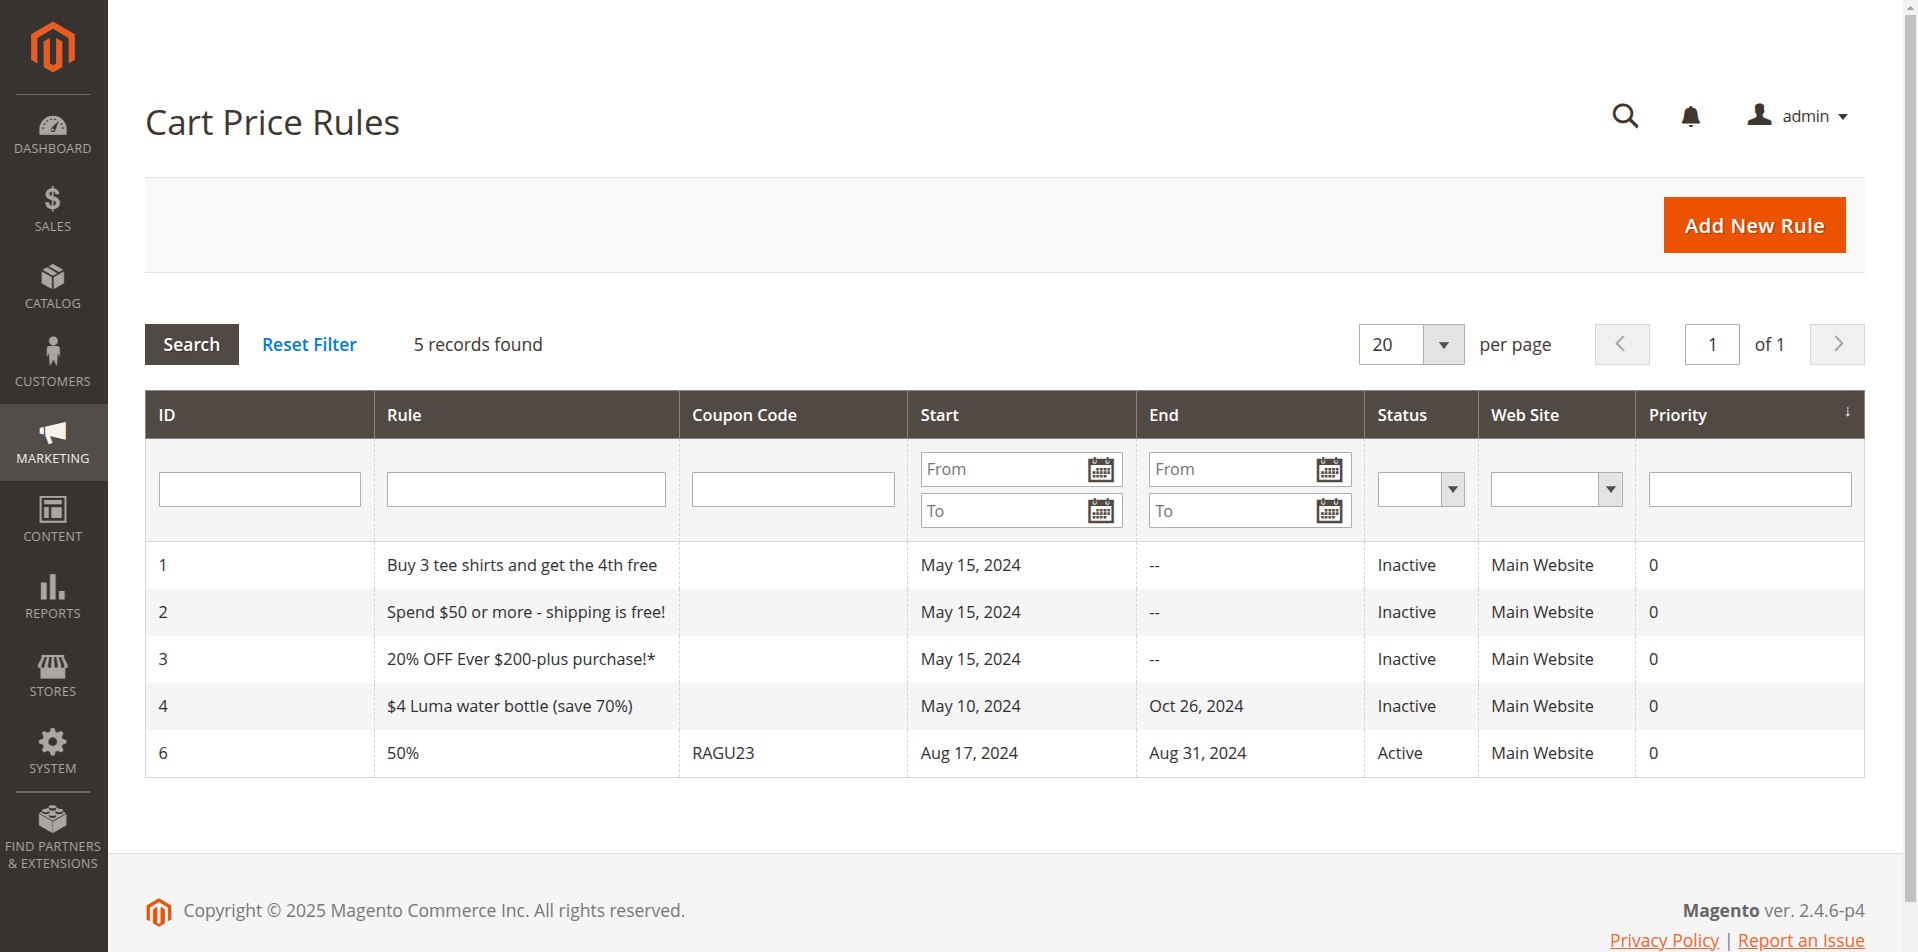 Cart Price Rules
admin
DASHBOARD
SALES
CATALOG
CUSTOMERS
MARKETING
CONTENT
REPORTS
STORES
SYSTEM
FIND PARTNERS
& EXTENSIONS
Add New Rule
Search Reset Filter 5 records found 20 per page 1 of 1
ID Rule Coupon Code Start End Status Web Site Priority ↓
From From
To To
1 Buy 3 tee shirts and get the 4th free May 15, 2024 -- Inactive Main Website 0
2 Spend $50 or more - shipping is free! May 15, 2024 -- Inactive Main Website 0
3 20% OFF Ever $200-plus purchase!* May 15, 2024 -- Inactive Main Website 0
4 $4 Luma water bottle (save 70%) May 10, 2024 Oct 26, 2024 Inactive Main Website 0
6 50% RAGU23 Aug 17, 2024 Aug 31, 2024 Active Main Website 0
Copyright © 2025 Magento Commerce Inc. All rights reserved.
Magento ver. 2.4.6-p4
Privacy Policy | Report an Issue